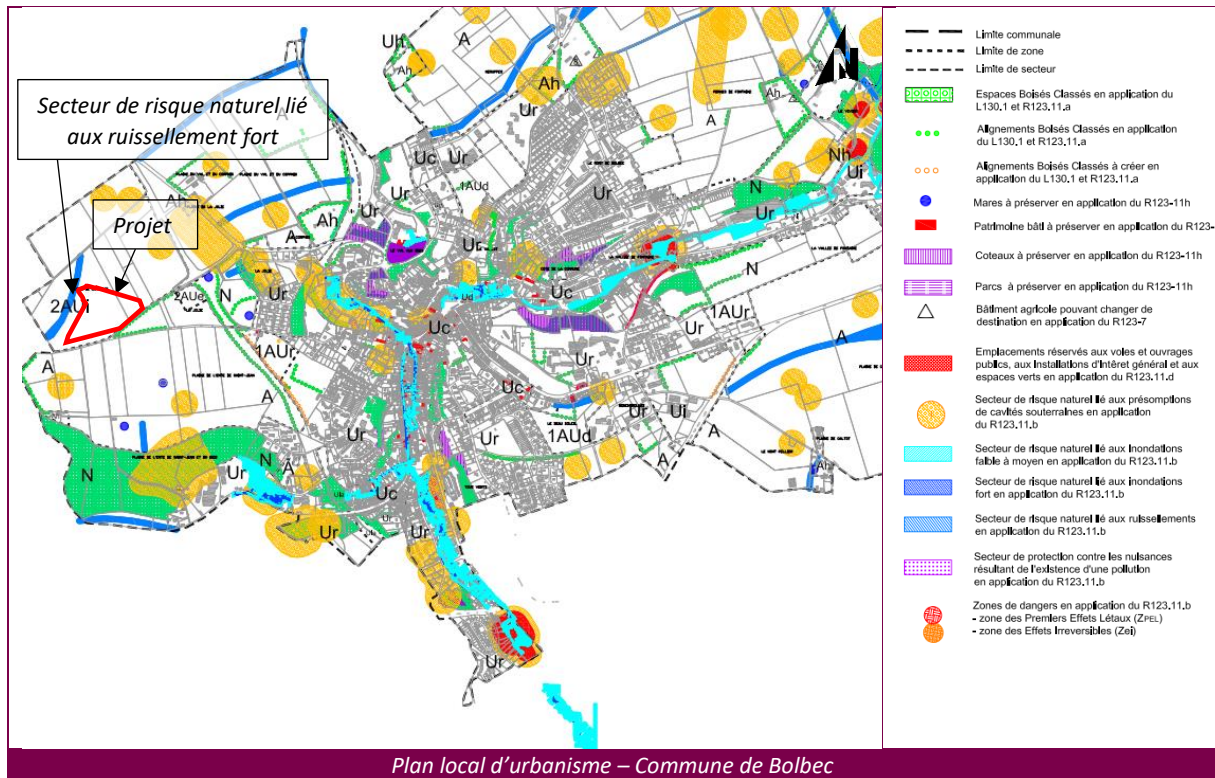 Secteur de risque naturel lié
aux ruissellement fort
Projet
Uh
A
Ah
A
Ah
Ur
Ah
A
Nh
Ui
Uc
Ur
1AUd
Ur
Ur
N
Ur
Ah
Ah
Ur
2AUi
2AUe
N
Ur
Ur
Uc
Uc
N
1AUr
Ur
Ur
A
A
A
Uc
Ur
Ui
1AUd
A
Ur
Ur
N
N
Ur
A
Uc
Ur
Ur
Ah
Ur
N
Limite communale
Limite de zone
Limite de secteur
Espaces Boisés Classés en application du
L130.1 et R123.11.a
Alignements Boisés Classés en application
du L130.1 et R123.11.a
Alignements Boisés Classés à créer en
application du L130.1 et R123.11.a
Mares à préserver en application du R123-11h
Patrimoine bâti à préserver en application du R123-
Coteaux à préserver en application du R123-11h
Parcs à préserver en application du R123-11h
Bâtiment agricole pouvant changer de
destination en application du R123-7
Emplacements réservés aux voies et ouvrages
publics, aux Installations d'intérêt général et aux
espaces verts en application du R123.11.d
Secteur de risque naturel lié aux présomptions
de cavités souterraines en application
du R123.11.b
Secteur de risque naturel lié aux inondations
faible à moyen en application du R123.11.b
Secteur de risque naturel lié aux inondations
fort en application du R123.11.b
Secteur de risque naturel lié aux ruissellements
en application du R123.11.b
Secteur de protection contre les nuisances
résultant de l'existence d'une pollution
en application du R123.11.b
Zones de dangers en application du R123.11.b
- zone des Premiers Effets Létaux (ZPEL)
- zone des Effets Irreversibles (Zei)
Plan local d'urbanisme – Commune de Bolbec